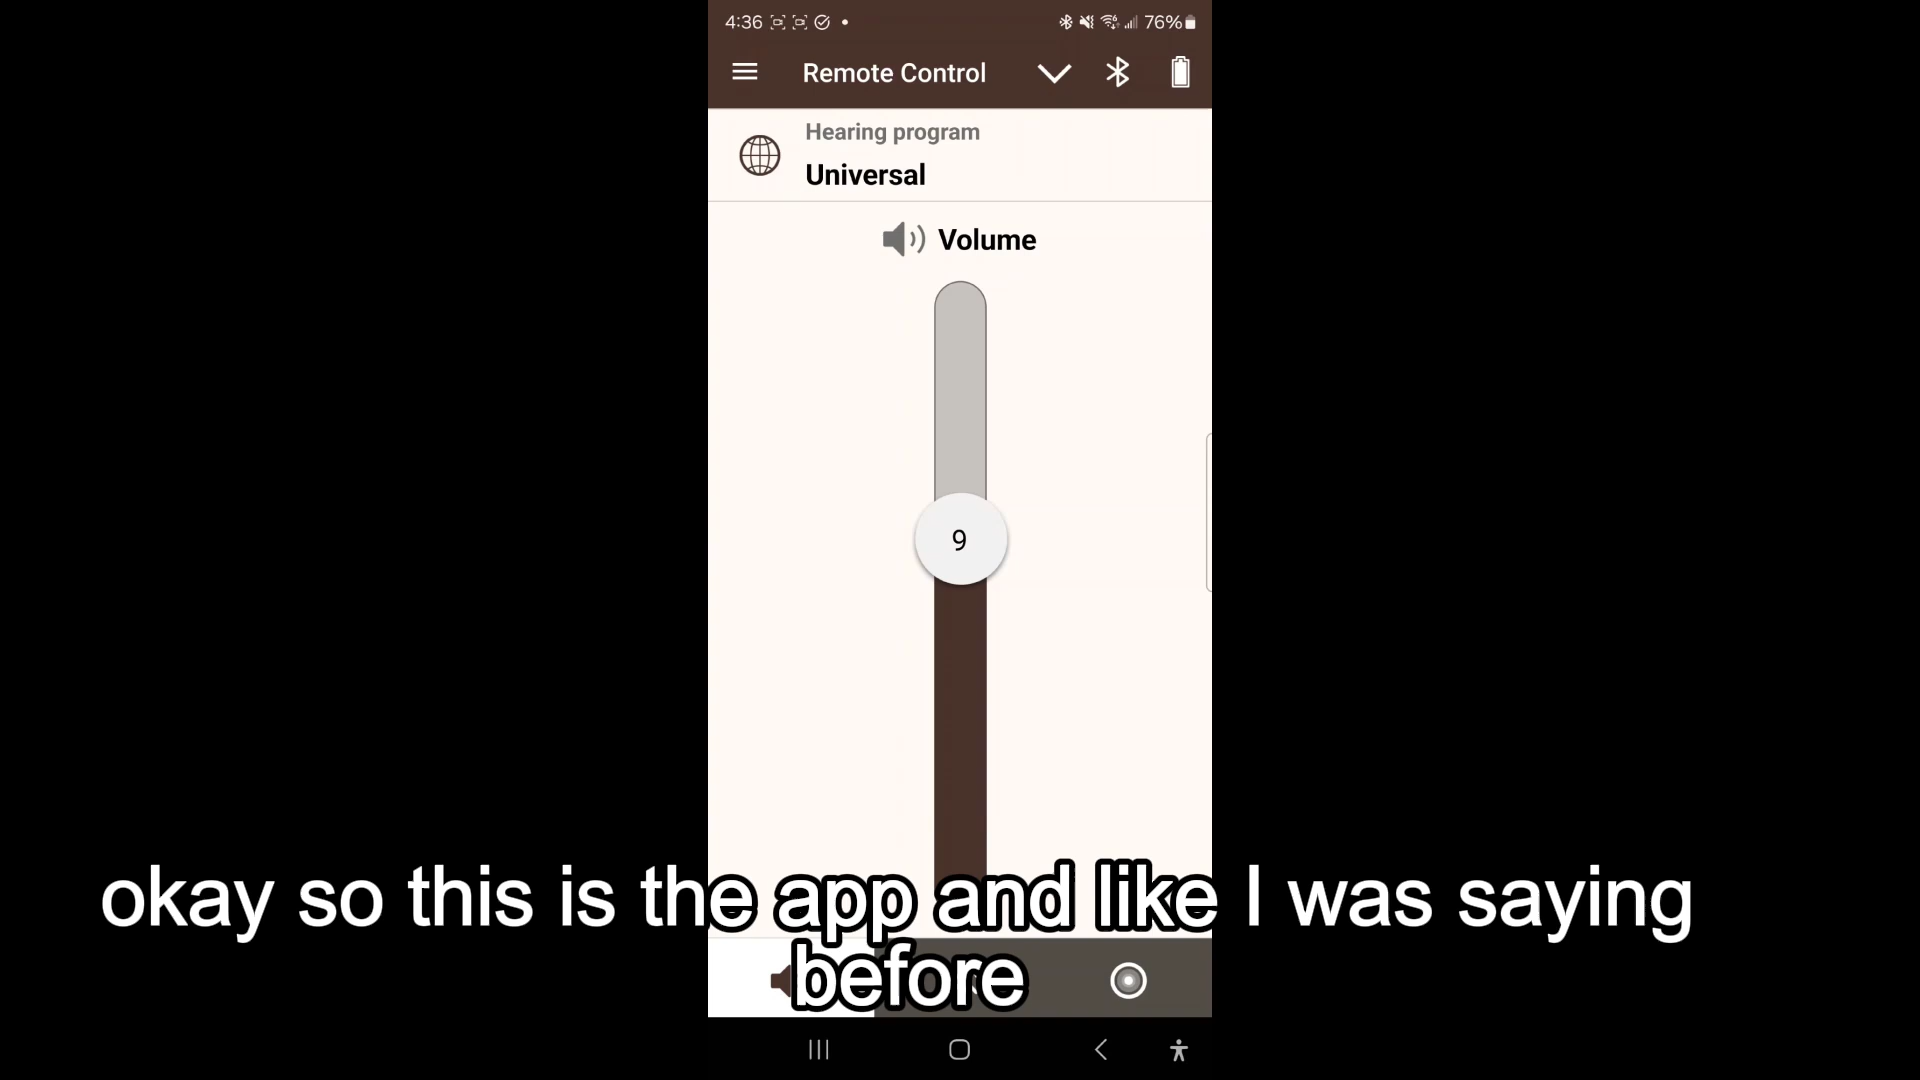 4:36 76%
Remote Control
Hearing program
Universal
Volume
9
okay so this is the app and like I was saying
before